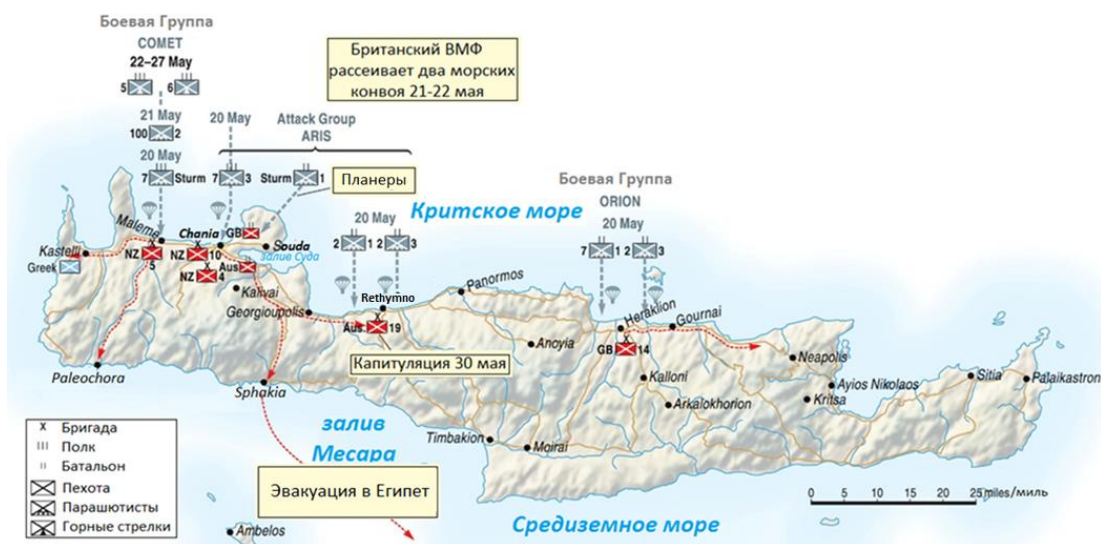 Боевая Группа
COMET
22–27 May
5 6
21 May
100 2
20 May
7 Sturm
20 May
7 3
Attack Group
ARIS
Sturm 1
Британский ВМФ
рассеивает два морских
конвоя 21-22 мая
Планеры
Критское море
20 May
2 1 2 3
Боевая Группа
ORION
20 May
7 1 2 3
Maleme
Chania
GB
Souda
залив Суда
Kastelli
Greek
NZ 5
NZ 10
NZ 4
Aus
Kalivai
Georgioupolis
Rethymno
Aus 19
Panormos
Anoyia
Heraklion
Gournai
GB 14
Kalloni
Arkalokhorion
Neapolis
Ayios Nikolaos
Kritsa
Sitia
Palaikastron
Капитуляция 30 мая
Paleochora
Sphakia
залив
Месара
Timbakion
Moirai
Эвакуация в Египет
Средиземное море
Ambelos
X Бригада
III Полк
II Батальон
Пехота
Парашютисты
Горные стрелки
0 5 10 15 20 25 miles/миль